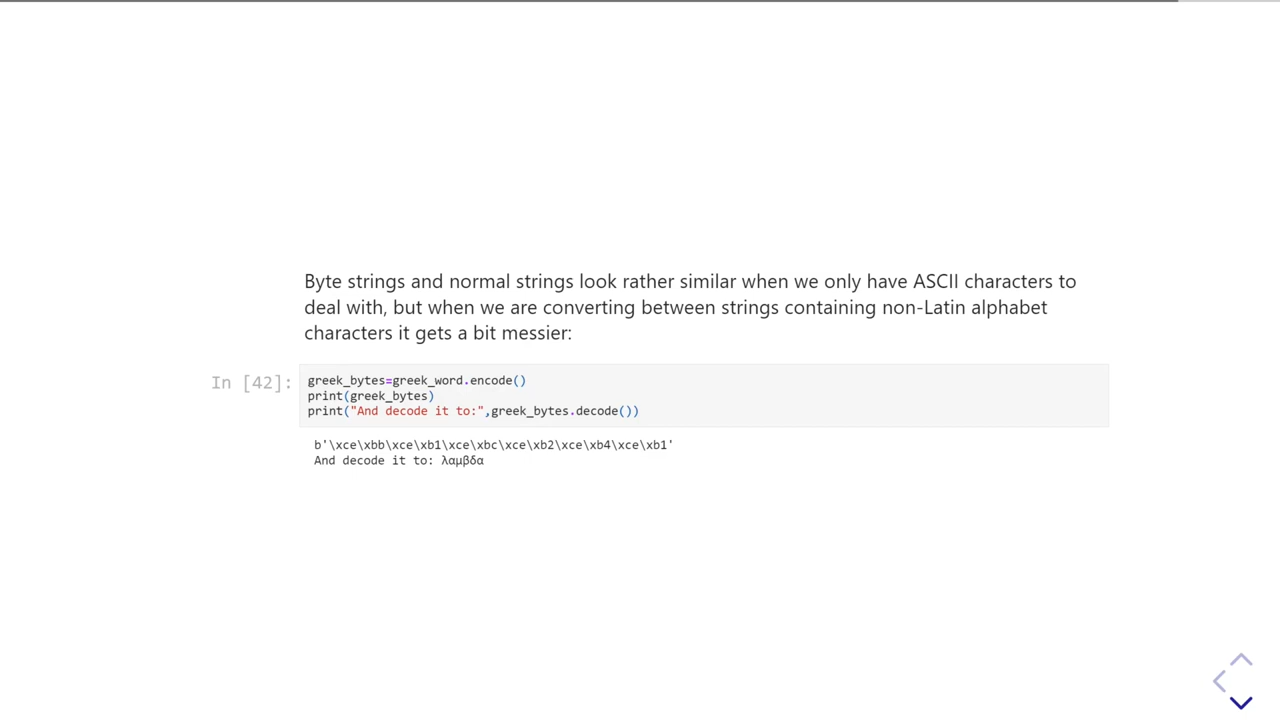 Byte strings and normal strings look rather similar when we only have ASCII characters to
deal with, but when we are converting between strings containing non-Latin alphabet
characters it gets a bit messier:
In [42]:
greek_bytes=greek_word.encode()
print(greek_bytes)
print("And decode it to:",greek_bytes.decode())
b'\xce\xbb\xce\xb1\xce\xbc\xce\xb2\xce\xb4\xce\xb1'
And decode it to: λαμβδα